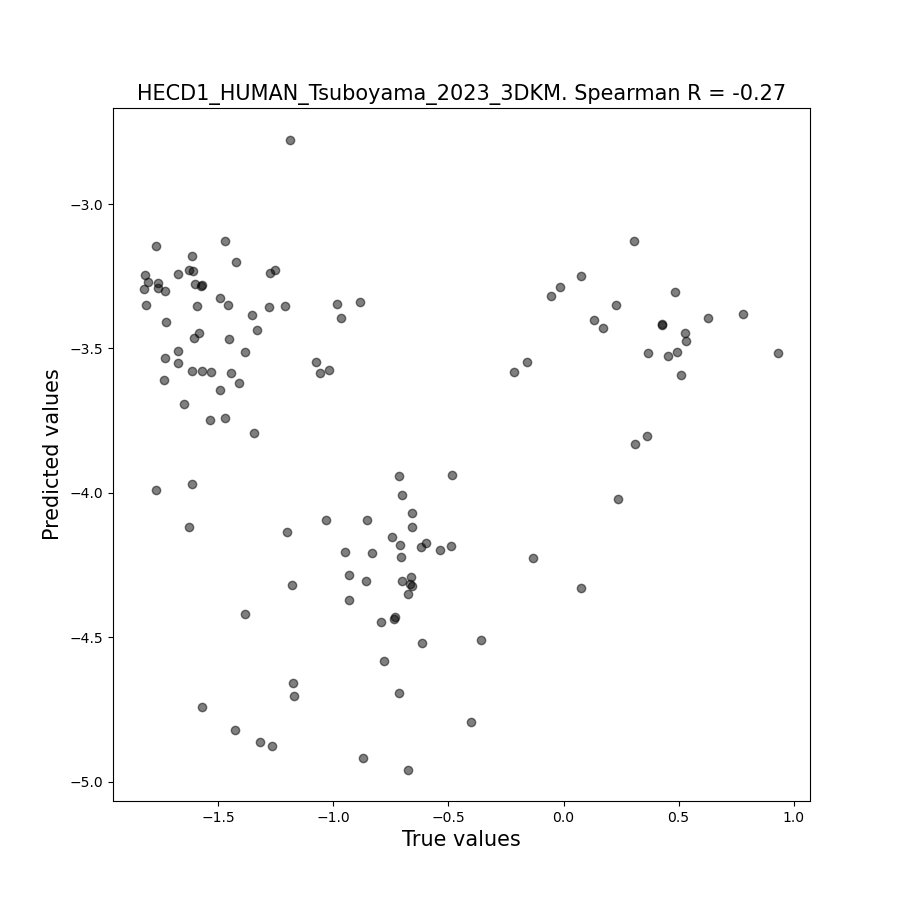 HECD1_HUMAN_Tsuboyama_2023_3DKM. Spearman R = -0.27
Predicted values
−3.0
−3.5
−4.0
−4.5
−5.0
−1.5 −1.0 −0.5 0.0 0.5 1.0
True values